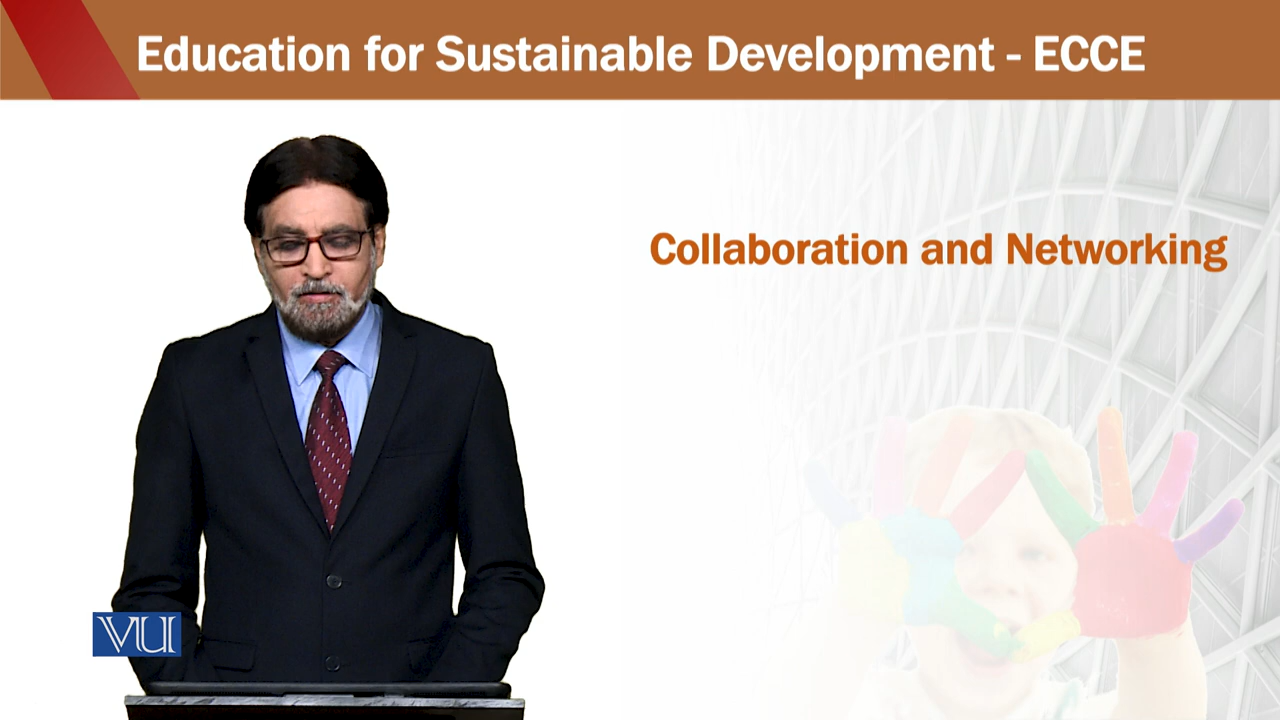 Education for Sustainable Development - ECCE
Collaboration and Networking
VU